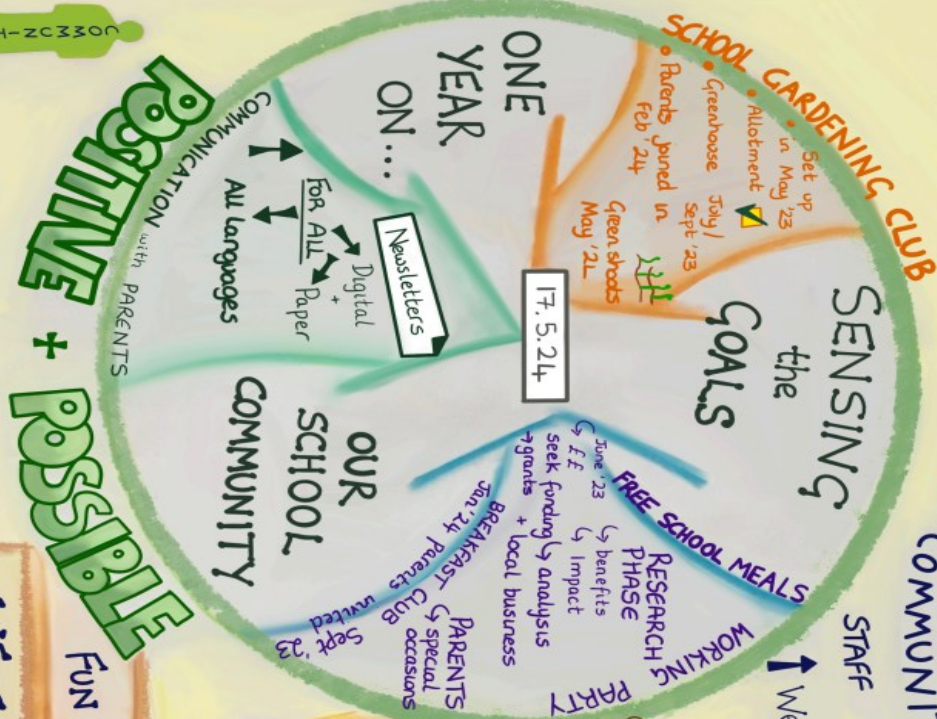 COMMUNIT
STAFF
We
SENSING
the
GOALS
SCHOOL GARDENING CLUB
• Set up
in May '23
• Allotment
• Greenhouse July/
Sept '23
• Parents joined in
Feb '24
Green shoots
May '24
17.5.24
ONE
YEAR
ON...
FREE SCHOOL MEALS
WORKING PARTY
June '23
££
seek funding
→ grants + local business
RESEARCH
PHASE
↳ benefits
↳ Impact
↳ analysis
BREAKFAST CLUB
Jan '24 Parents invited
Sept '23
PARENTS
↳ special
occasions
Newsletters
Digital
+
Paper
FOR ALL
All languages
COMMUNICATION with PARENTS
OUR
SCHOOL
COMMUNITY
POSITIVE + POSSIBLE
COMMUNIT
FUN